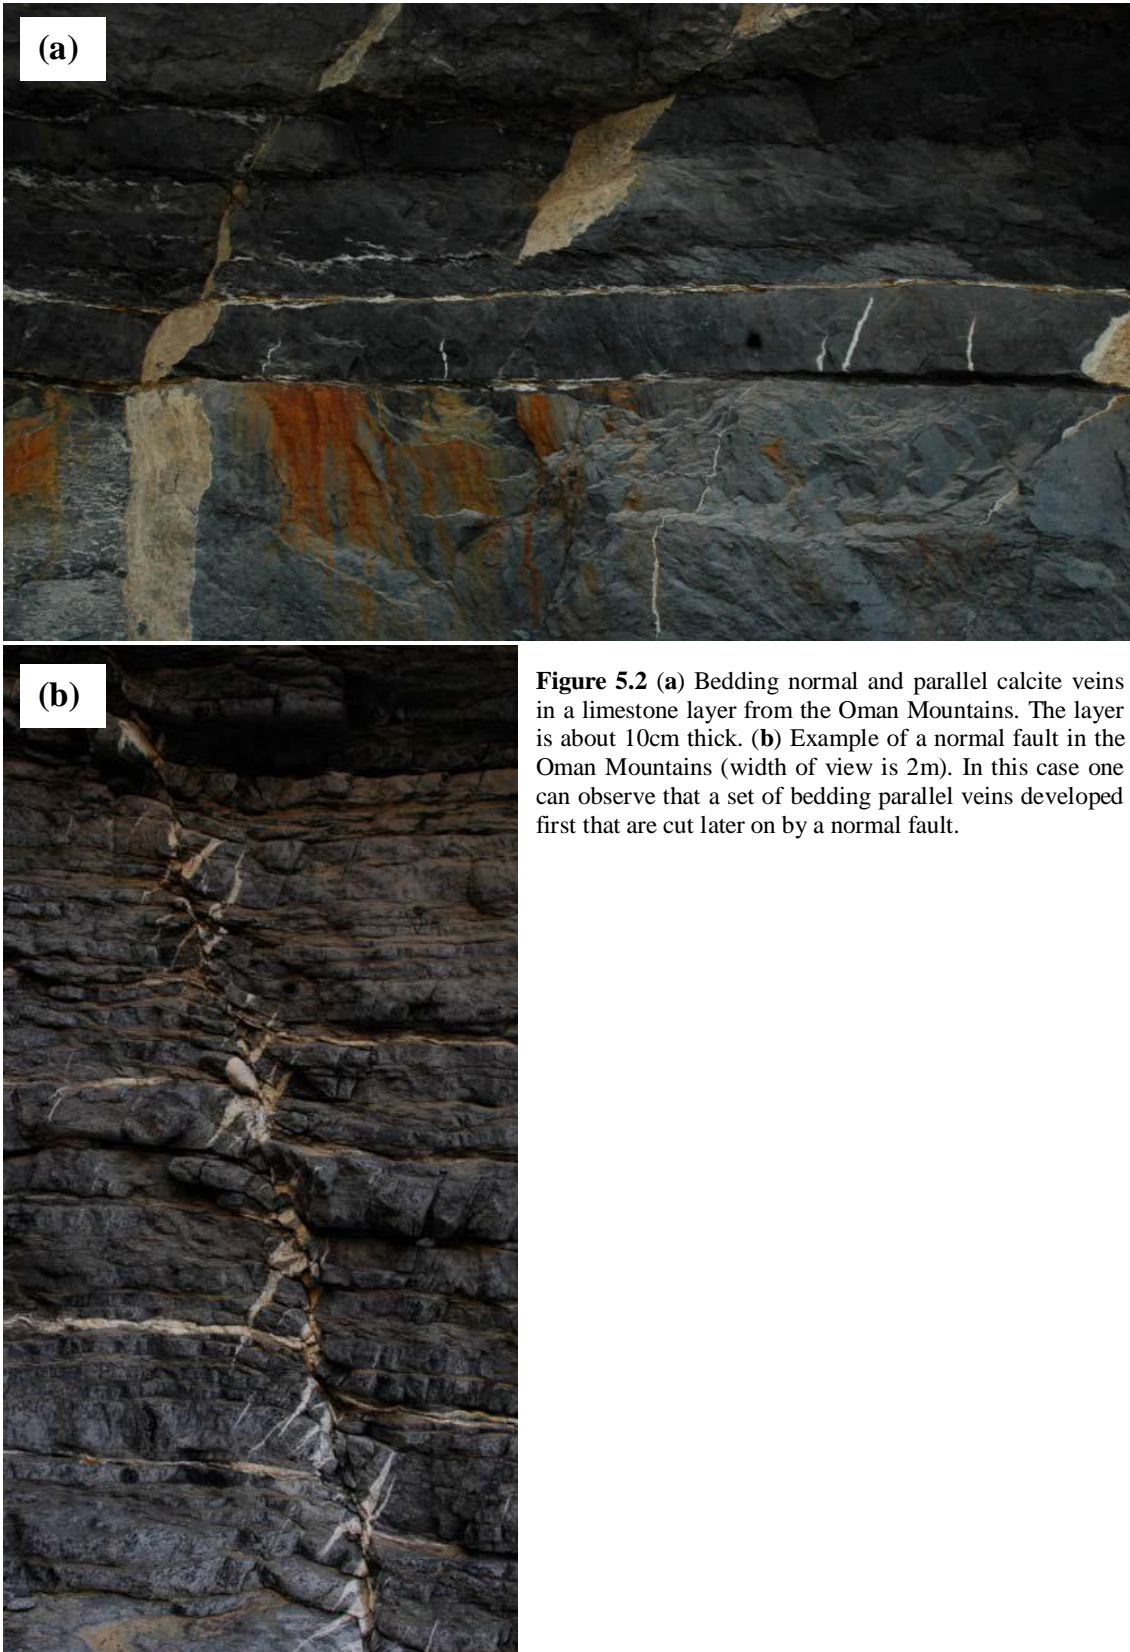 (a)
(b)
Figure 5.2 (a) Bedding normal and parallel calcite veins
in a limestone layer from the Oman Mountains. The layer
is about 10cm thick. (b) Example of a normal fault in the
Oman Mountains (width of view is 2m). In this case one
can observe that a set of bedding parallel veins developed
first that are cut later on by a normal fault.